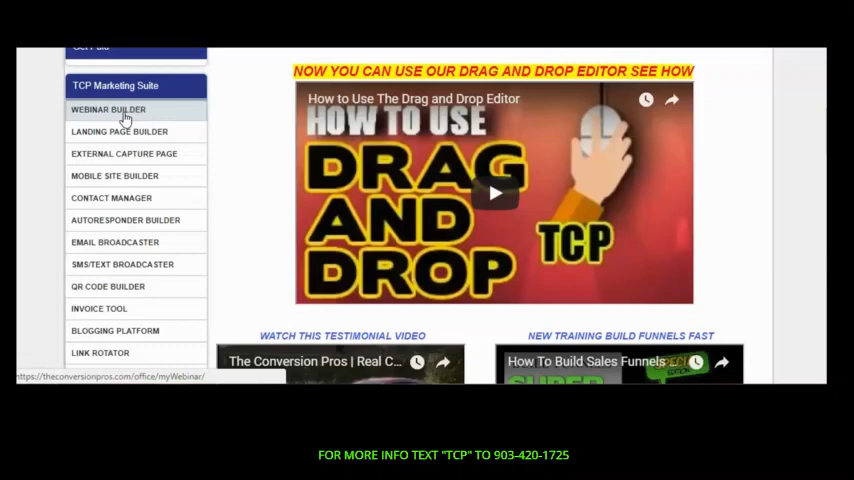 TCP Marketing Suite
WEBINAR BUILDER
LANDING PAGE BUILDER
EXTERNAL CAPTURE PAGE
MOBILE SITE BUILDER
CONTACT MANAGER
AUTORESPONDER BUILDER
EMAIL BROADCASTER
SMS/TEXT BROADCASTER
QR CODE BUILDER
INVOICE TOOL
BLOGGING PLATFORM
LINK ROTATOR
https://theconversionpros.com/office/myWebinar/
NOW YOU CAN USE OUR DRAG AND DROP EDITOR SEE HOW
How to Use The Drag and Drop Editor
HOW TO USE
DRAG
AND
DROP
TCP
WATCH THIS TESTIMONIAL VIDEO
The Conversion Pros | Real C...
NEW TRAINING BUILD FUNNELS FAST
How To Build Sales Funnels ...
FOR MORE INFO TEXT "TCP" TO 903-420-1725